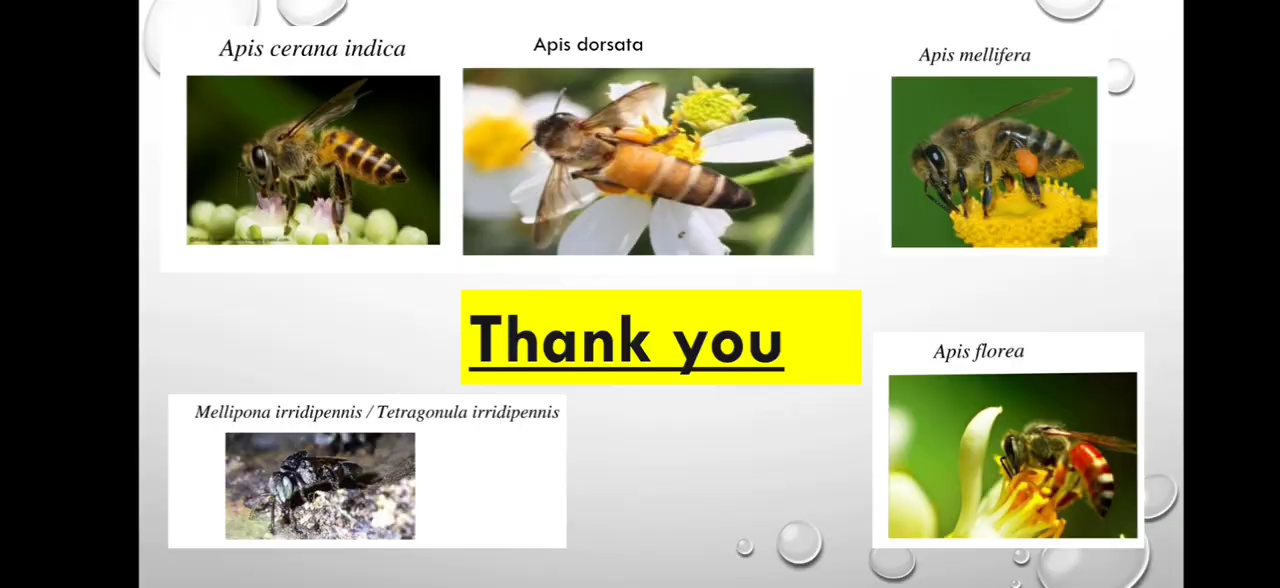 Apis cerana indica
Apis dorsata
Apis mellifera
Thank you
Apis florea
Mellipona irridipennis / Tetragonula irridipennis